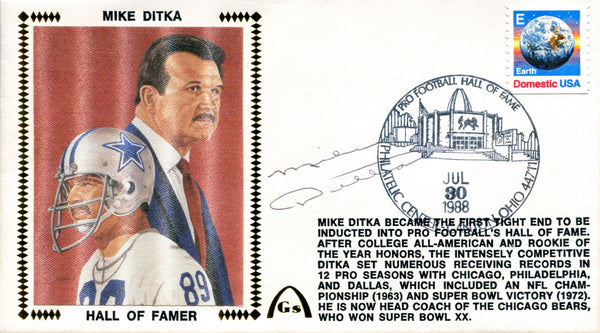 MIKE DITKA
E
Earth
Domestic USA
PRO FOOTBALL HALL OF FAME
JUL
30
1988
PHILATELIC CENTER OHIO 44711
Mike
Ditka
89
HALL OF FAMER
Gs
MIKE DITKA BECAME THE FIRST TIGHT END TO BE
INDUCTED INTO PRO FOOTBALL'S HALL OF FAME.
AFTER COLLEGE ALL-AMERICAN AND ROOKIE OF
THE YEAR HONORS, THE INTENSELY COMPETITIVE
DITKA SET NUMEROUS RECEIVING RECORDS IN
12 PRO SEASONS WITH CHICAGO, PHILADELPHIA,
AND DALLAS, WHICH INCLUDED AN NFL CHAM-
PIONSHIP (1963) AND SUPER BOWL VICTORY (1972).
HE IS NOW HEAD COACH OF THE CHICAGO BEARS,
WHO WON SUPER BOWL XX.